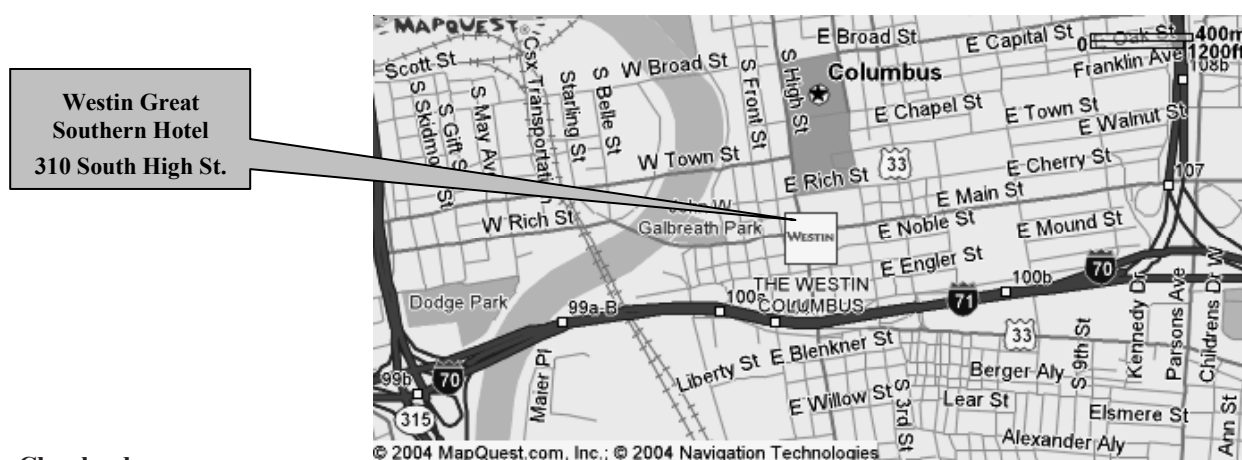 MAPQUEST
Westin Great
Southern Hotel
310 South High St.
Scott St
S Skidmo
St
S Gift S
S May Av
Csx Transportation
Starling St
S Belle St
W Broad St
S Front St
S High St
E Broad St
E Capital St
E Oak St
0
400m
1200ft
Franklin Ave
108b
Columbus
E Chapel St
E Town St
E Walnut St
W Town St
33
E Cherry St
E Rich St
107
E Main St
W Rich St
John W
Galbreath Park
WESTIN
E Noble St
E Mound St
E Engler St
Dodge Park
99a-B
THE WESTIN
COLUMBUS
100b
70
71
33
Kennedy Dr
Parsons Ave
Childrens Dr W
S 9th St
99b
70
315
Maier Pl
Liberty St
E Blenkner St
Berger Aly
E Willow St
S 3rd St
Lear St
Elsmere St
Ann St
Alexander Aly
© 2004 MapQuest.com, Inc.; © 2004 Navigation Technologies